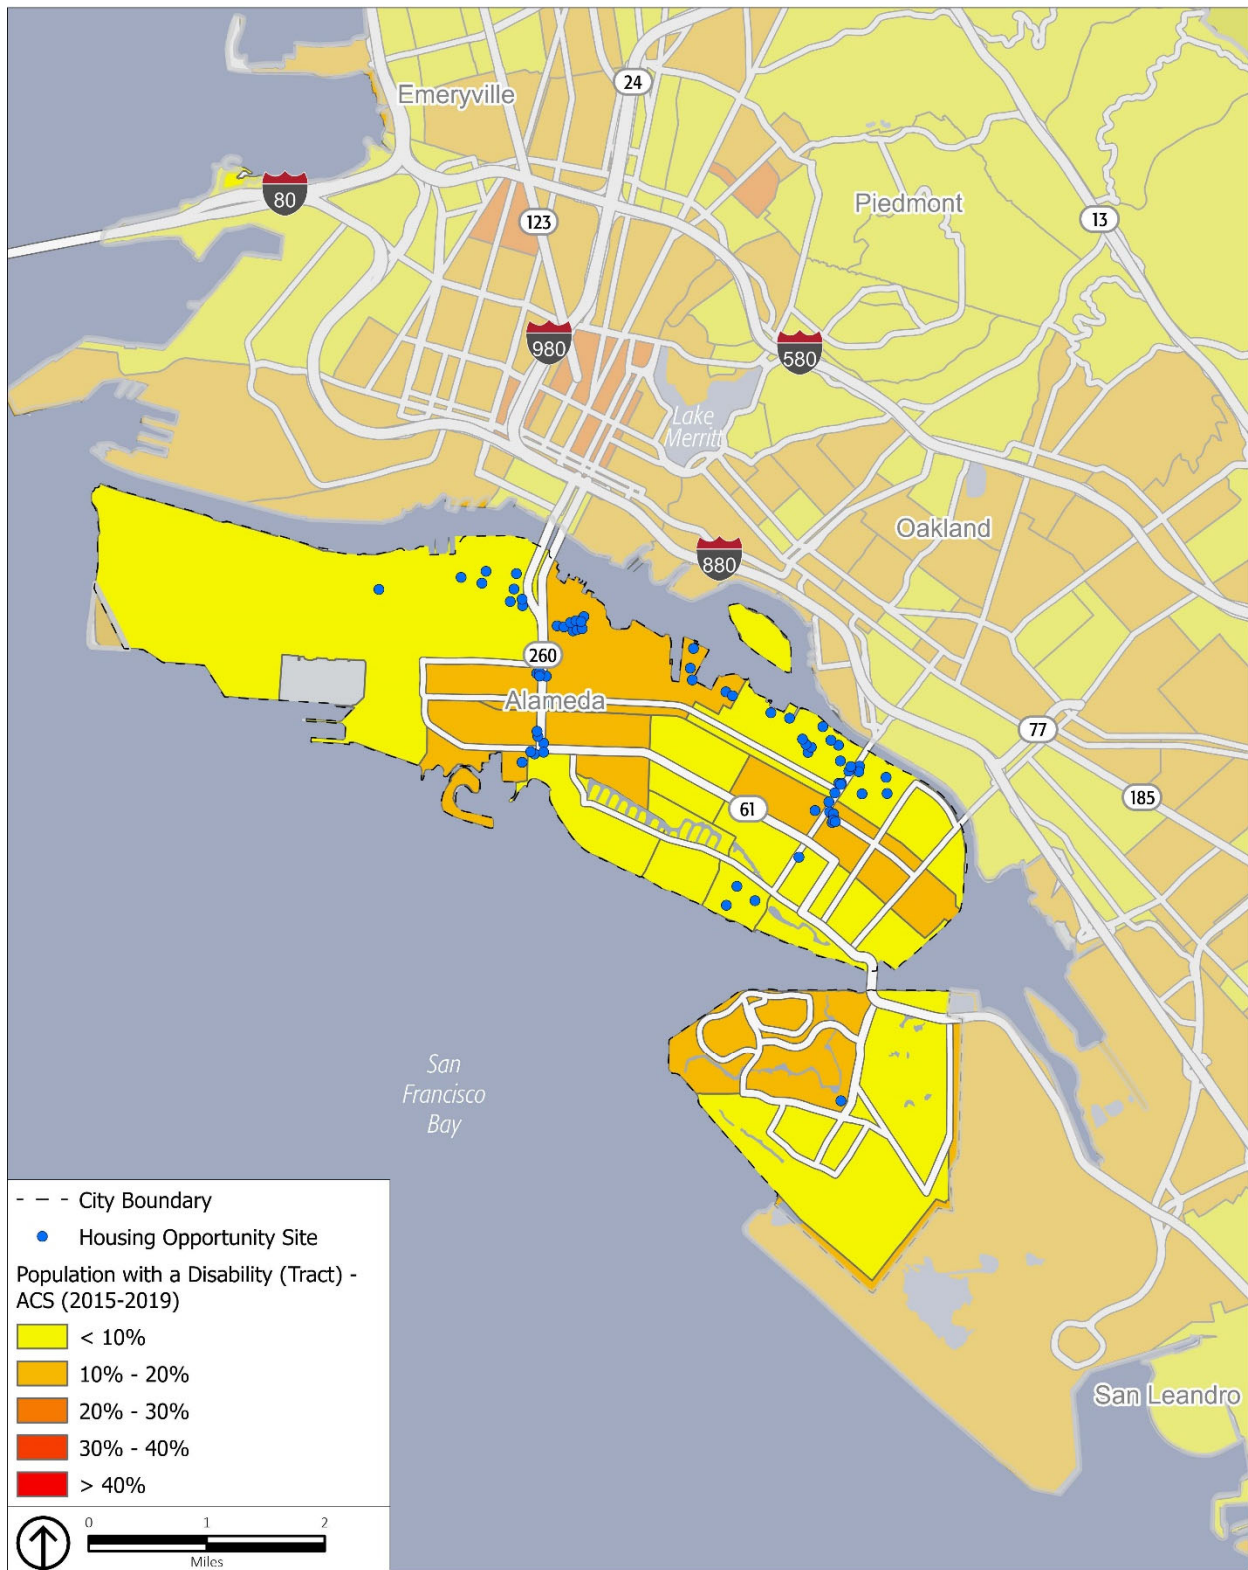 24
Emeryville
80
123
Piedmont
13
980
580
Lake
Merritt
Oakland
880
260
Alameda
77
185
61
San
Francisco
Bay
San Leandro
City Boundary
Housing Opportunity Site
Population with a Disability (Tract) -
ACS (2015-2019)
< 10%
10% - 20%
20% - 30%
30% - 40%
> 40%
0 1 2
Miles